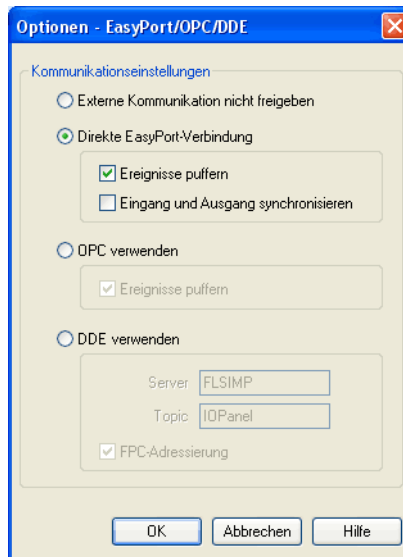 Optionen - EasyPort/OPC/DDE
Kommunikationseinstellungen
Externe Kommunikation nicht freigeben
Direkte EasyPort-Verbindung
Ereignisse puffern
Eingang und Ausgang synchronisieren
OPC verwenden
Ereignisse puffern
DDE verwenden
Server FLSIMP
Topic IOPanel
FPC-Adressierung
OK Abbrechen Hilfe